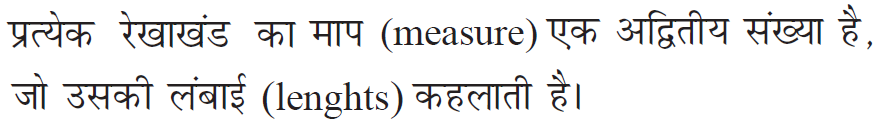 प्रत्येक रेखाखंड का माप (measure) एक अद्वितीय संख्या है,
जो उसकी लंबाई (lenghts) कहलाती है।